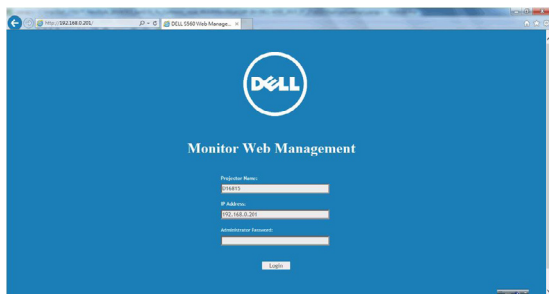 http://192.168.0.201/
DELL S560 Web Manage...
DELL
Monitor Web Management
Projector Name:
IP Address:
192.168.0.201
Administrator Password:
Login